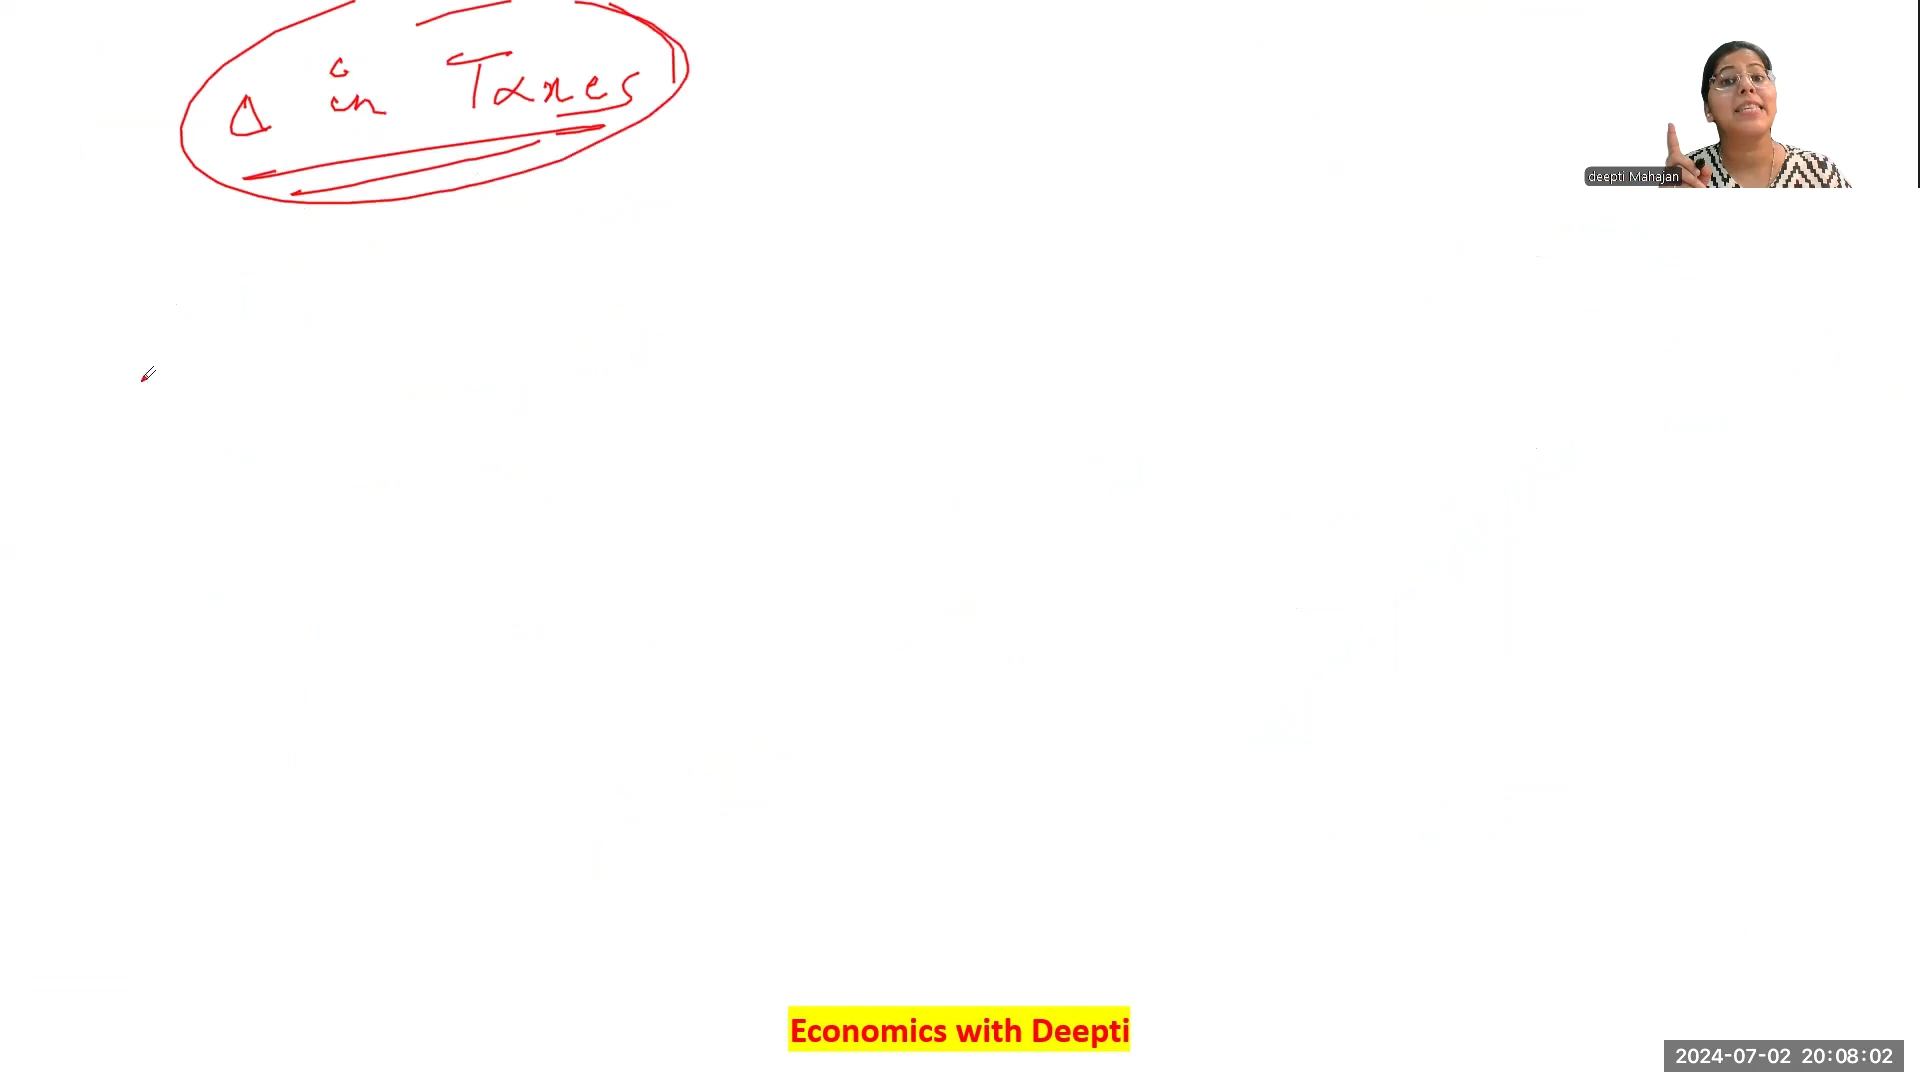 Δ in Taxes
deepti Mahajan
Economics with Deepti
2024-07-02 20:08:02